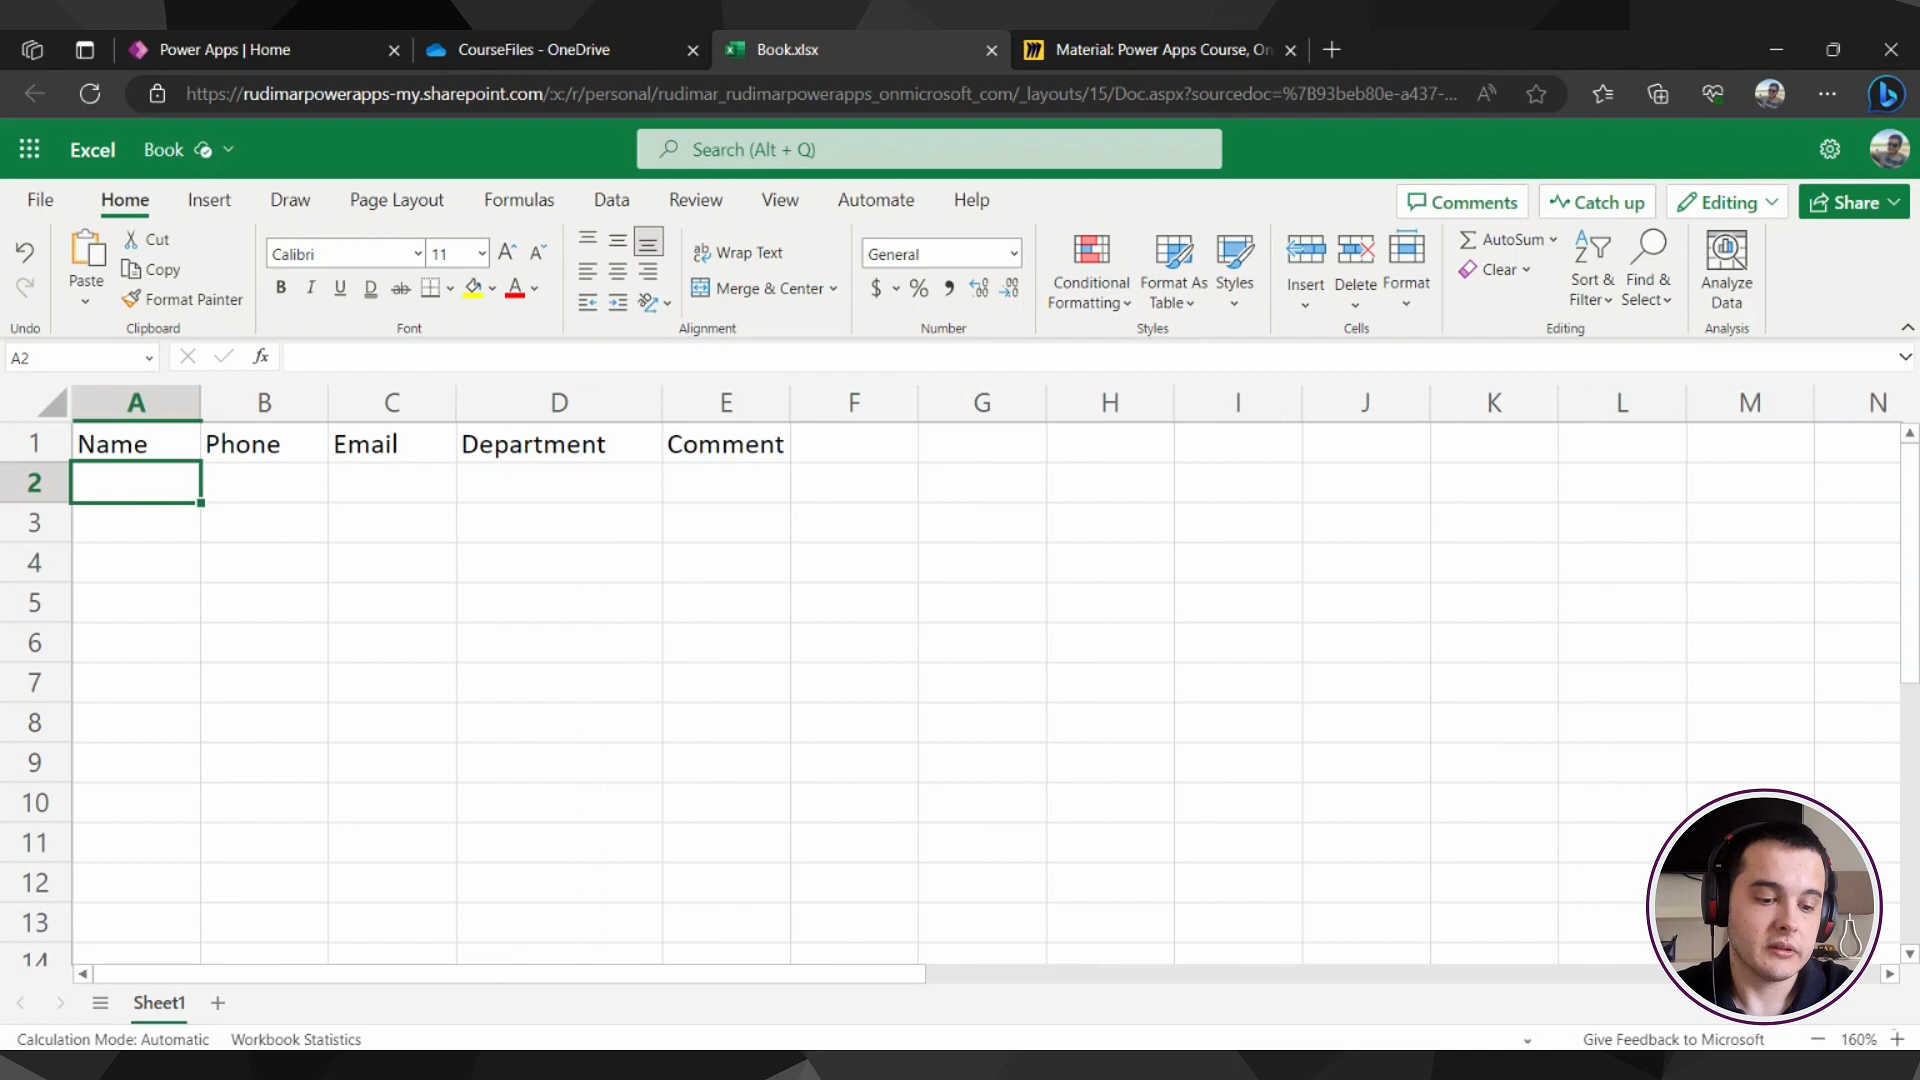 Power Apps | Home
CourseFiles - OneDrive
Book.xlsx
Material: Power Apps Course, On
https://rudimarpowerapps-my.sharepoint.com/:x:/r/personal/rudimar_rudimarpowerapps_onmicrosoft_com/_layouts/15/Doc.aspx?sourcedoc=%7B93beb80e-a437-...
Excel
Book
Search (Alt + Q)
File
Home
Insert
Draw
Page Layout
Formulas
Data
Review
View
Automate
Help
Comments
Catch up
Editing
Share
Paste
Cut
Copy
Format Painter
Calibri
11
B I U D ab
A
Wrap Text
Merge & Center
General
$ % 9
Conditional
Formatting
Format As
Table
Styles
Insert
Delete
Format
AutoSum
Clear
Sort &
Filter
Find &
Select
Analyze
Data
Undo
Clipboard
Font
Alignment
Number
Styles
Cells
Editing
Analysis
A2
fx
A B C D E F G H I J K L M N
1 Name Phone Email Department Comment
2
3
4
5
6
7
8
9
10
11
12
13
14
Sheet1
Calculation Mode: Automatic
Workbook Statistics
Give Feedback to Microsoft
160%